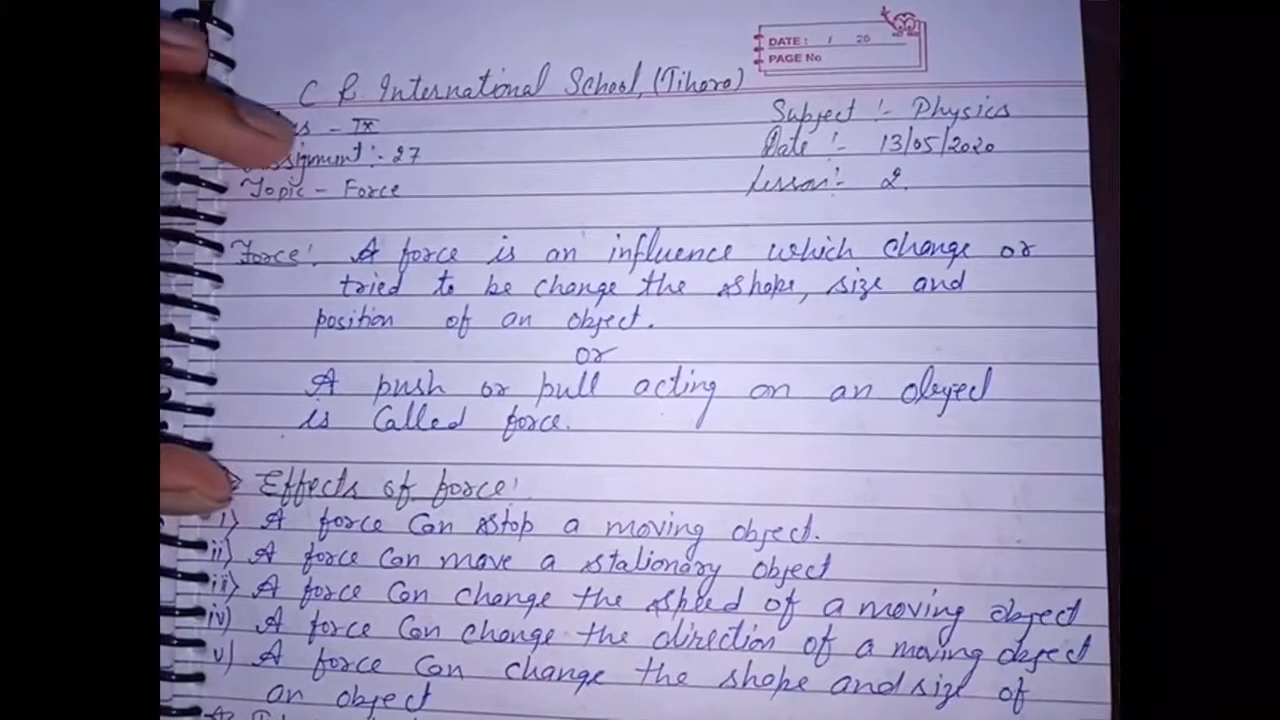 DATE: / 20
PAGE No
C R International School, (Tihora)
- IX
Subject :- Physics
Assignment :- 27
Date :- 13/05/2020
Topic - Force
Lesson :- 2.
Force: A force is an influence which change or
tried to be change the shape, size and
position of an object.
or
A push or pull acting on an object
is Called force.
Effects of force:
i) A force Can stop a moving object.
ii) A force Can move a stationary object
iii) A force Can change the speed of a moving object
iv) A force Can change the direction of a moving object
v) A force Can change the shape and size of
an object